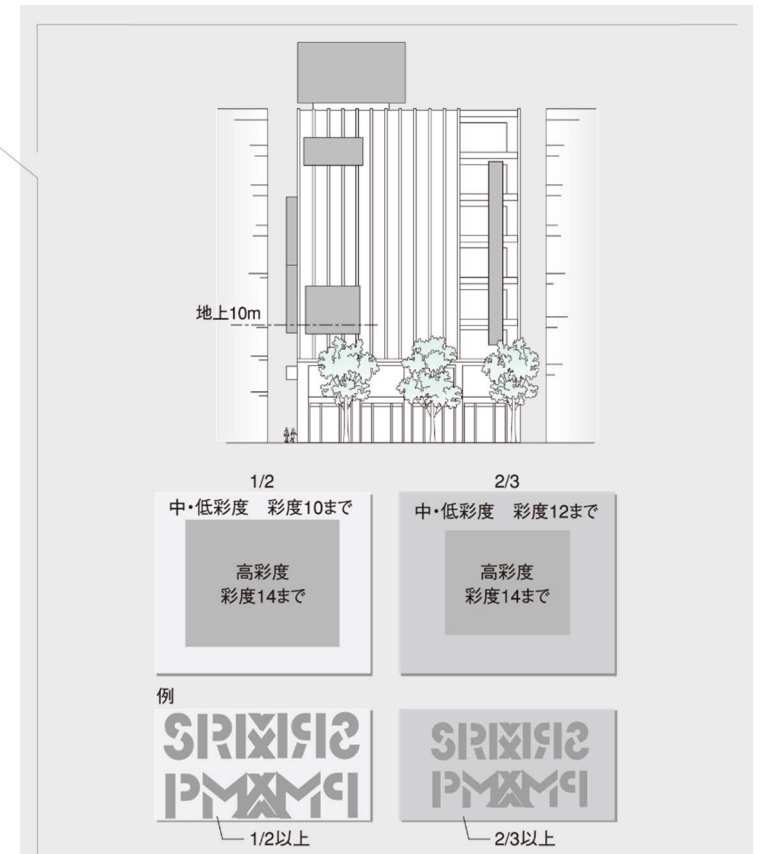 地上10m
1/2
中・低彩度 彩度10まで
高彩度
彩度14まで
2/3
中・低彩度 彩度12まで
高彩度
彩度14まで
例
1/2以上
2/3以上